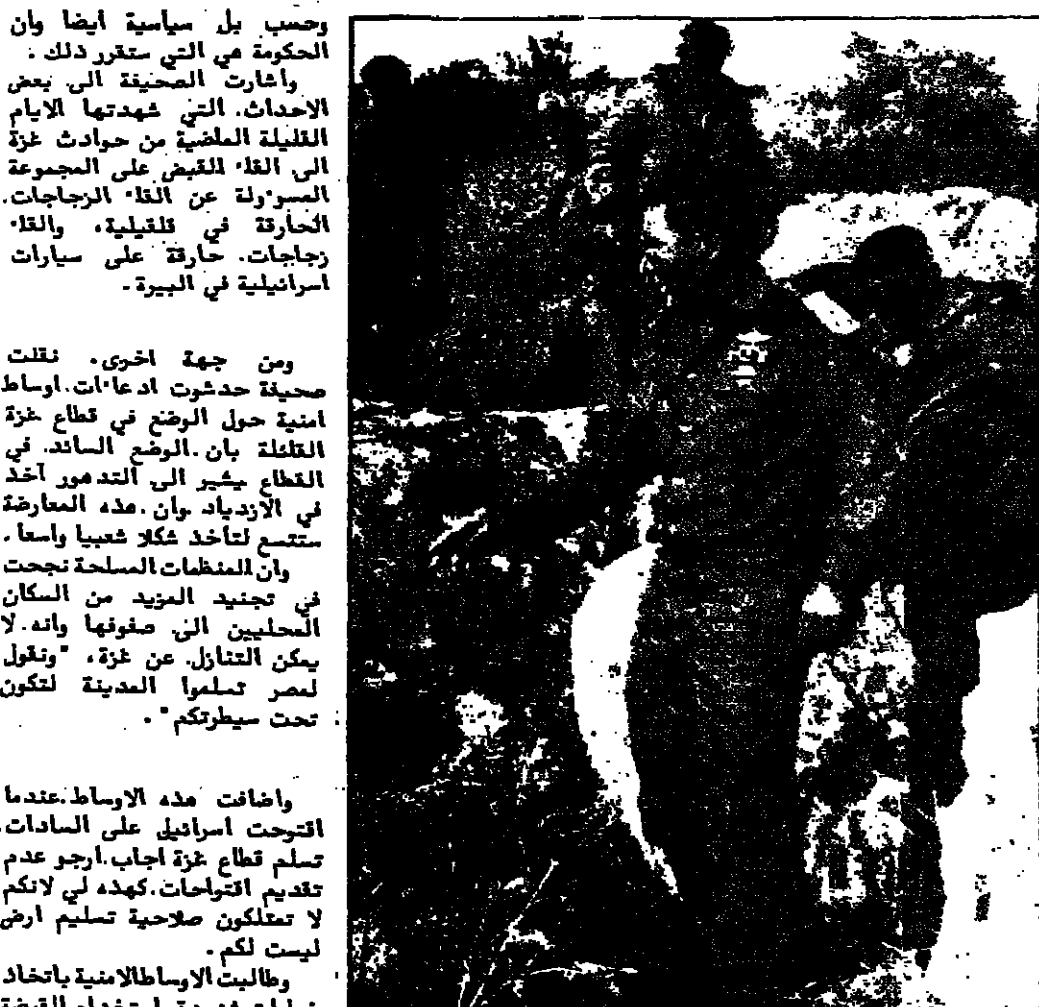 وحسب بل سياسية ايضا وان
الحكومة هي التي ستقرر ذلك .
واشارت الصحيفة الى بعض
الاحداث. التي شهدتها الايام
القليلة الماضية من حوادث غزة
الى القاء القبض على المجموعة
المسوءولة عن القاء الزجاجات.
الحارقة في قلقيلية، والقاء
زجاجات. حارقة على سيارات
اسرائيلية في البيرة .
ومن جهة اخرى. نقلت
صحيفة حدشوت ادعاءات.اوساط
امنية حول الوضع في قطاع غزة
القائلة بان.الوضع السائد. في
القطاع يشير الى التدهور آخذ
في الازدياد .وان .هذه المعارضة
ستتسع لتأخذ شكلا شعبيا واسعا .
وان المنظمات المسلحة نجحت
في تجنيد المزيد من السكان
المحليين الى صفوفها وانه.لا
يمكن التنازل. عن غزة، "ونقول
لمصر تسلموا المدينة لتكون
تحت سيطرتكم" .
واضافت هذه الاوساط.عندما
اقترحت اسرائيل على السادات.
تسلم قطاع غزة اجاب.ارجو عدم
تقديم اقتراحات.كهذه لي لانكم
لا تمتلكون صلاحية تسليم ارض
ليست لكم .
وطالبت الاوساط الامنية باتخاذ